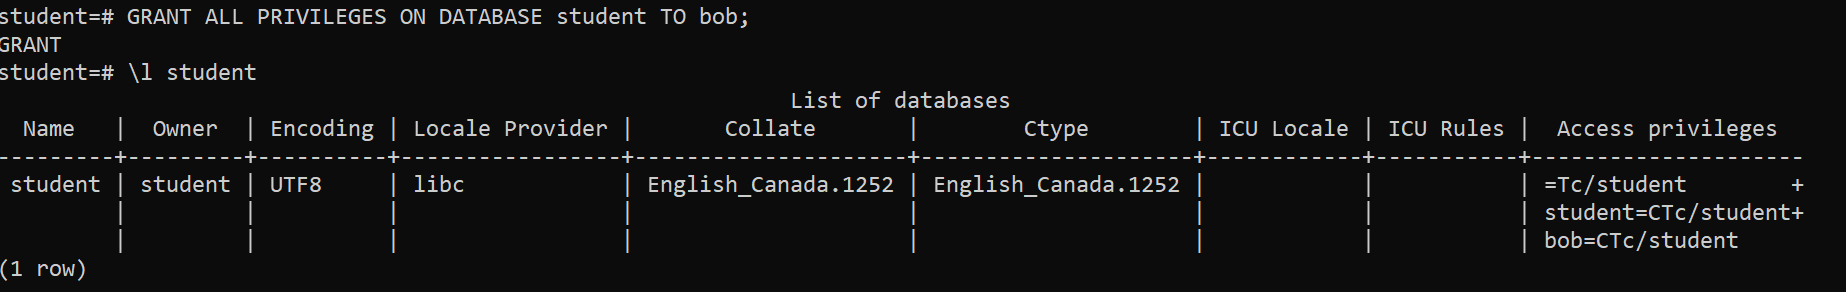 student=# GRANT ALL PRIVILEGES ON DATABASE student TO bob;
GRANT
student=# \l student
                                                                      List of databases
  Name   |  Owner  | Encoding | Locale Provider |        Collate        |         Ctype         | ICU Locale | ICU Rules |  Access privileges
---------+---------+----------+-----------------+-----------------------+-----------------------+------------+-----------+---------------------
 student | student | UTF8     | libc            | English_Canada.1252 | English_Canada.1252 |            |           | =Tc/student        +
         |         |          |                 |                       |                       |            |           | student=CTc/student+
         |         |          |                 |                       |                       |            |           | bob=CTc/student
(1 row)